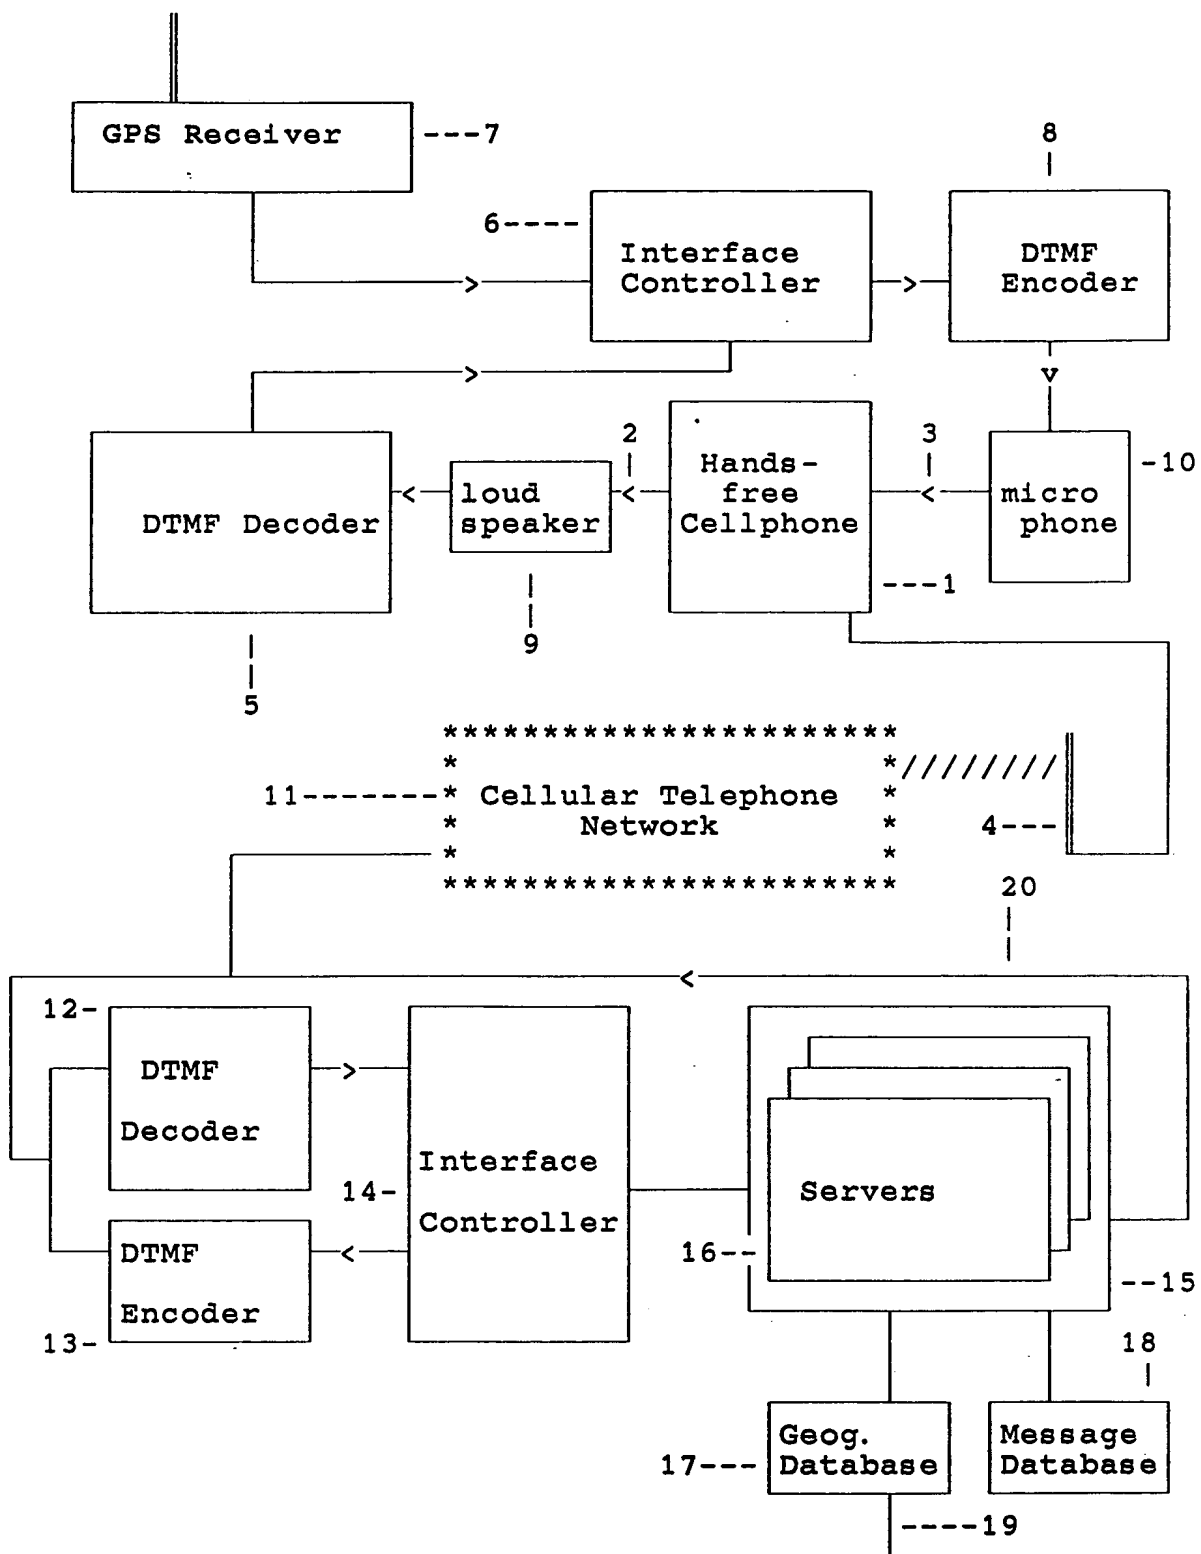 GPS Receiver ---7
8
6----
Interface
Controller
DTMF
Encoder
>
>
>
v
2
3
Hands-
free
Cellphone
-10
loud
speaker
micro
phone
DTMF Decoder
<
<
<
---1
9
5
***********************
* *////////
11-------* Cellular Telephone *
* Network *
4---
* *
***********************
20
<
12-
DTMF
Decoder
>
Interface
Controller
14-
Servers
DTMF
Encoder
<
16--
--15
13-
18
Geog.
Database
Message
Database
17---
----19